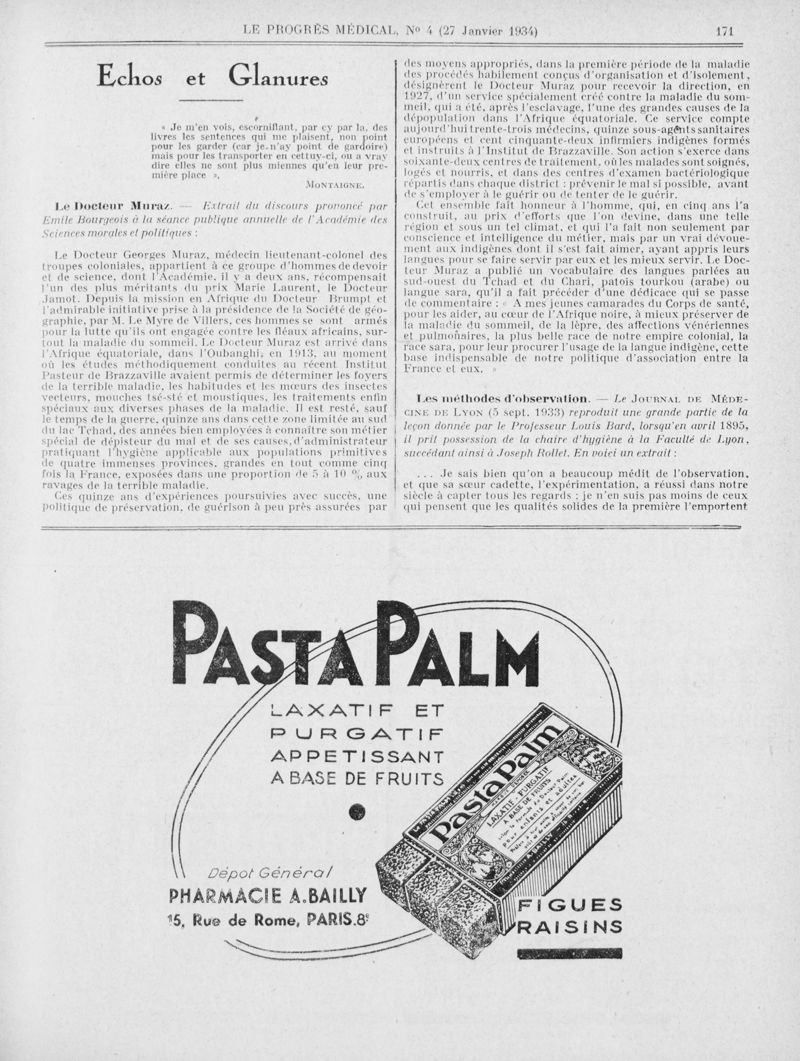 LE PROGRÈS MÉDICAL, Nº 4 (27 Janvier 1934)
171
Echos et Glanures
« Je m'en vois, escorniflant, par cy par la, des
livres les sentences qui me plaisent, non point
pour les garder (car je n'ay point de gardoire)
mais pour les transporter en cettuy-ci, ou a vray
dire elles ne sont plus miennes qu'en leur pre-
mière place ».
MONTAIGNE.
Le Docteur Muraz. — Extrait du discours prononcé par
Emile Bourgeois à la séance publique annuelle de l'Académie des
Sciences morales et politiques :
Le Docteur Georges Muraz, médecin lieutenant-colonel des
troupes coloniales, appartient à ce groupe d'hommes de devoir
et de science, dont l'Académie, il y a deux ans, récompensait
l'un des plus méritants du prix Marie Laurent, le Docteur
Jamot. Depuis la mission en Afrique du Docteur Brumpt et
l'admirable initiative prise à la présidence de la Société de géo-
graphie, par M. Le Myre de Villers, ces hommes se sont armés
pour la lutte qu'ils ont engagée contre les fléaux africains, sur-
tout la maladie du sommeil. Le Docteur Muraz est arrivé dans
l'Afrique équatoriale, dans l'Oubanghi, en 1913, au moment
où les études méthodiquement conduites au récent Institut
Pasteur de Brazzaville avaient permis de déterminer les foyers
de la terrible maladie, les habitudes et les mœurs des insectes
vecteurs, mouches tsé-sté et moustiques, les traitements enfin
spéciaux aux diverses phases de la maladie. Il est resté, sauf
le temps de la guerre, quinze ans dans cette zone limitée au sud
du lac Tchad, des années bient employées à connaître son métier
spécial de dépisteur du mal et de ses causes, d'administrateur
pratiquant l'hygiène applicable aux populations primitives
de quatre immenses provinces, grandes en tout comme cinq
fois la France, exposées dans une proportion de 5 à 10 % aux
ravages de la terrible maladie.
Ces quinze ans d'expériences poursuivies avec succès, une
politique de préservation, de guérison à peu près assurées par
des moyens appropriés, dans la première période de la maladie
des procédés habilement conçus d'organisation et d'isolement,
désignèrent le Docteur Muraz pour recevoir la direction, en
1927, d'un service spécialement créé contre la maladie du som-
meil, qui a été, après l'esclavage, l'une des grandes causes de la
dépopulation dans l'Afrique équatoriale. Ce service compte
aujourd'hui trente-trois médecins, quinze sous-agents sanitaires
européens et cent cinquante-deux infirmiers indigènes formés
et instruits à l'Institut de Brazzaville. Son action s'exerce dans
soixante-deux centres de traitement, où les malades sont soignés,
logés et nourris, et dans des centres d'examen bactériologique
répartis dans chaque district : prévenir le mal si possible, avant
de s'employer à le guérir ou de tenter de le guérir.
Cet ensemble fait honneur à l'homme, qui, en cinq ans l'a
construit, au prix d'efforts que l'on devine, dans une telle
région et sous un tel climat, et qui l'a fait non seulement par
conscience et intelligence du métier, mais par un vrai dévoue-
ment aux indigènes dont il s'est fait aimer, ayant appris leurs
langues pour se faire servir par eux et les mieux servir. Le Doc-
teur Muraz a publié un vocabulaire des langues parlées au
sud-ouest du Tchad et du Chari, patois tourkou (arabe) ou
langue sara, qu'il a fait précéder d'une dédicace qui se passe
de commentaire : « A mes jeunes camarades du Corps de santé,
pour les aider, au cœur de l'Afrique noire, à mieux préserver de
la maladie du sommeil, de la lèpre, des affections vénériennes
et pulmonaires, la plus belle race de notre empire colonial, la
race sara, pour leur procurer l'usage de la langue indigène, cette
base indispensable de notre politique d'association entre la
France et eux. »
Les méthodes d'observation. — Le JOURNAL DE MÉDE-
CINE DE LYON (5 sept. 1933) reproduit une grande partie de la
leçon donnée par le Professeur Louis Bard, lorsqu'en avril 1895,
il prit possession de la chaire d'hygiène à la Faculté de Lyon,
succédant ainsi à Joseph Rollet. En voici un extrait :
... Je sais bien qu'on a beaucoup médit de l'observation,
et que sa sœur cadette, l'expérimentation, a réussi dans notre
siècle à capter tous les regards ; je n'en suis pas moins de ceux
qui pensent que les qualités solides de la première l'emportent
PASTA PALM
LAXATIF ET
PURGATIF
APPETISSANT
A BASE DE FRUITS
Pasta Palm
LAXATIF-PURGATIF
A BASE DE FRUITS
pour enfants et adultes
Dépot Général
PHARMACIE A. BAILLY
15, Rue de Rome, PARIS.8e
FIGUES
RAISINS